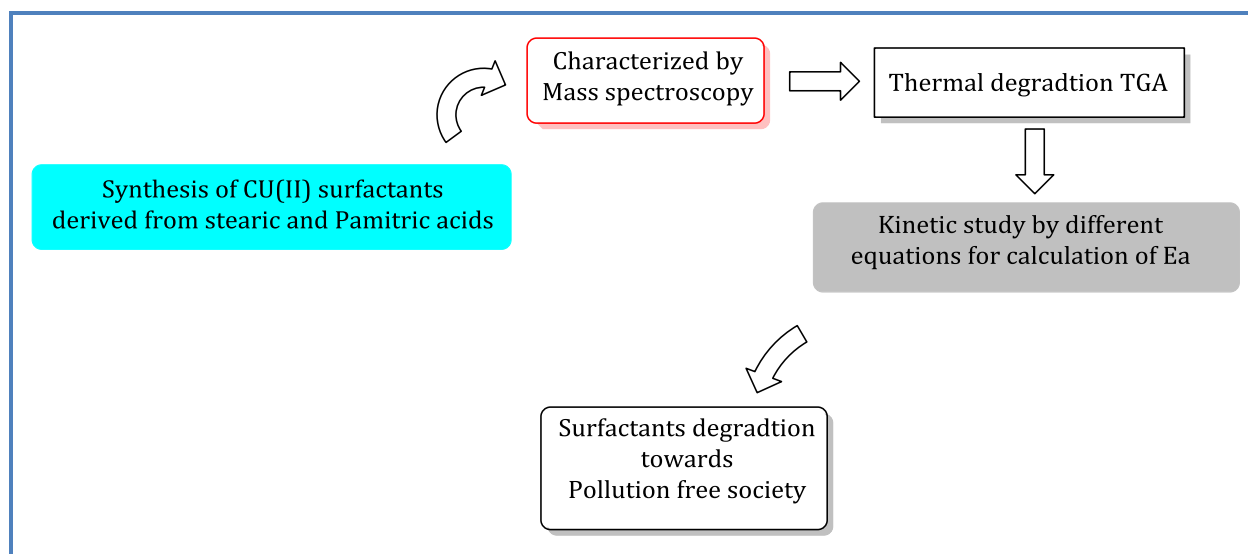 Synthesis of CU(II) surfactants
derived from stearic and Pamitric acids
Characterized by
Mass spectroscopy
Thermal degradtion TGA
Kinetic study by different
equations for calculation of Ea
Surfactants degradtion
towards
Pollution free society